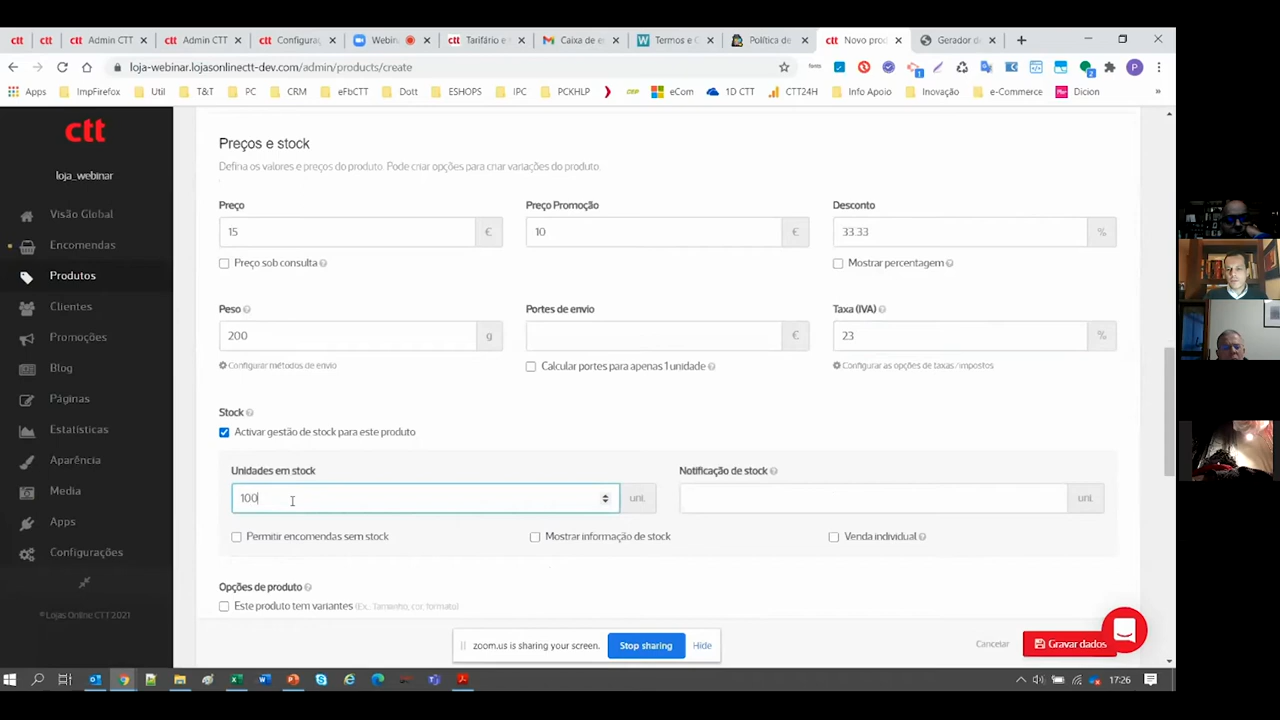 ctt
ctt
ctt Admin CTT
ctt Admin CTT
ctt Configuraç
Webin
ctt Tarifário e
Caixa de e
Termos e C
Política de
ctt Novo prod
Gerador d
loja-webinar.lojasonlinectt-dev.com/admin/products/create
Apps
ImpFirefox
Util
T&T
PC
CRM
eFbCTT
Dott
ESHOPS
IPC
PCKHLP
eCom
1D CTT
CTT24H
Info Apoio
Inovação
e-Commerce
Dicion
»
ctt
loja_webinar
Visão Global
Encomendas
Produtos
Clientes
Promoções
Blog
Páginas
Estatísticas
Aparência
Media
Apps
Configurações
© Lojas Online CTT 2021
Preços e stock
Defina os valores e preços do produto. Pode criar opções para criar variações do produto.
Preço
Preço Promoção
Desconto
15 €
10 €
33.33 %
Preço sob consulta
Mostrar percentagem
Peso
Portes de envio
Taxa (IVA)
200 g
€
23 %
Configurar métodos de envio
Calcular portes para apenas 1 unidade
Configurar as opções de taxas / impostos
Stock
Activar gestão de stock para este produto
Unidades em stock
Notificação de stock
100 uni.
uni.
Permitir encomendas sem stock
Mostrar informação de stock
Venda individual
Opções de produto
Este produto tem variantes (Ex.: Tamanho, cor, formato)
zoom.us is sharing your screen.
Stop sharing
Hide
Cancelar
Gravar dados
17:26